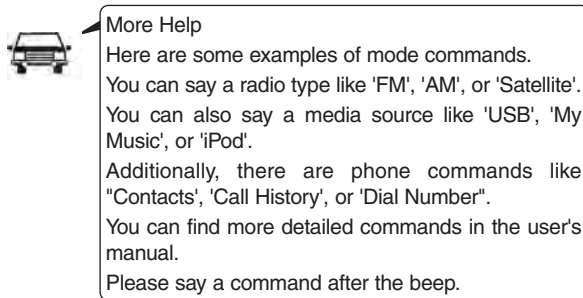 More Help
Here are some examples of mode commands.
You can say a radio type like 'FM', 'AM', or 'Satellite'.
You can also say a media source like 'USB', 'My
Music', or 'iPod'.
Additionally, there are phone commands like
"Contacts', 'Call History', or 'Dial Number".
You can find more detailed commands in the user's
manual.
Please say a command after the beep.